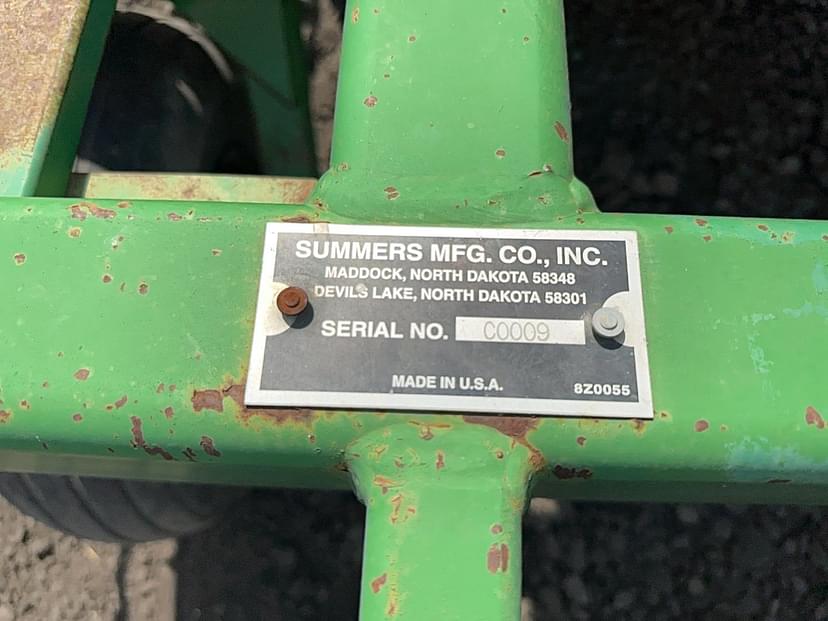 SUMMERS MFG. CO., INC.
MADDOCK, NORTH DAKOTA 58348
DEVILS LAKE, NORTH DAKOTA 58301
SERIAL NO. C0009
MADE IN U.S.A. 8Z0055